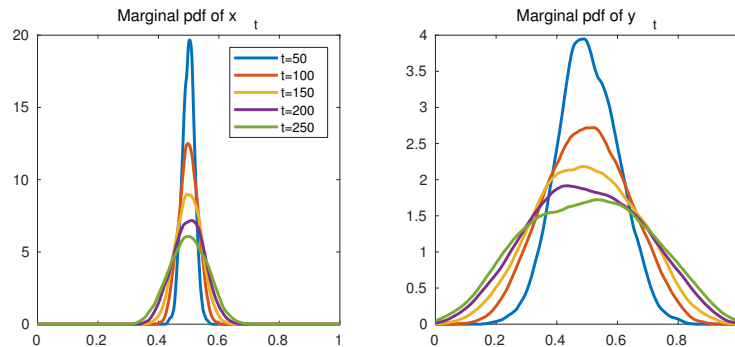 Marginal pdf of x t
20
15
10
5
0
0 0.2 0.4 0.6 0.8 1
t=50
t=100
t=150
t=200
t=250
Marginal pdf of y t
4
3.5
3
2.5
2
1.5
1
0.5
0
0 0.2 0.4 0.6 0.8